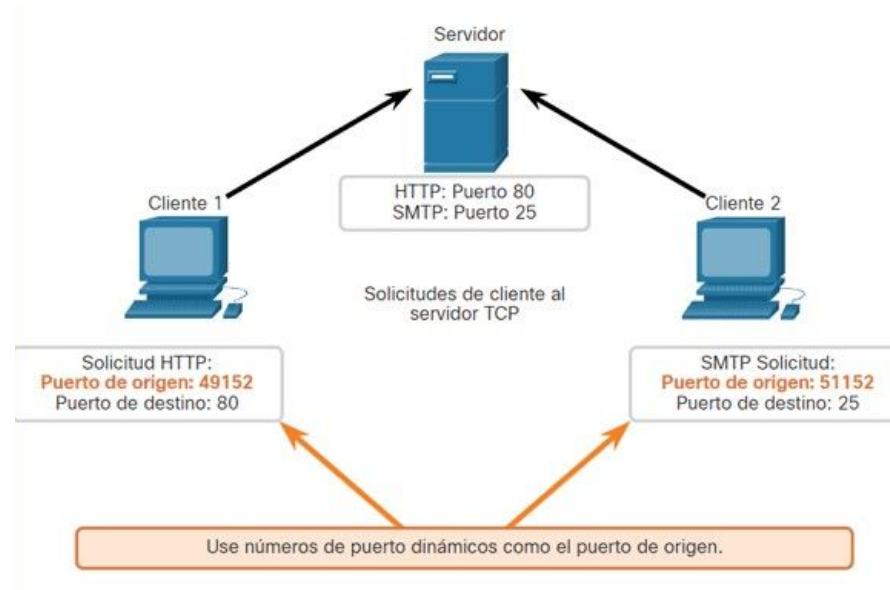 Servidor
HTTP: Puerto 80
SMTP: Puerto 25
Cliente 1
Cliente 2
Solicitudes de cliente al
servidor TCP
Solicitud HTTP:
Puerto de origen: 49152
Puerto de destino: 80
SMTP Solicitud:
Puerto de origen: 51152
Puerto de destino: 25
Use números de puerto dinámicos como el puerto de origen.